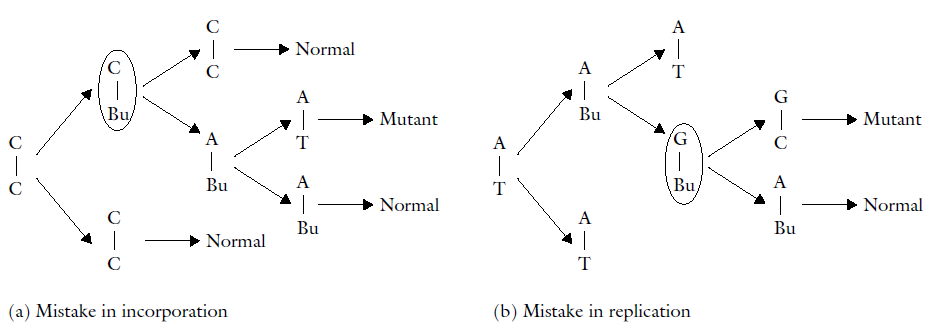 C
C
C
Bu
C
C
Normal
A
Bu
A
T
Mutant
A
Bu
Normal
C
C
Normal
(a) Mistake in incorporation
A
T
A
Bu
A
T
G
Bu
G
C
Mutant
A
Bu
Normal
A
T
(b) Mistake in replication